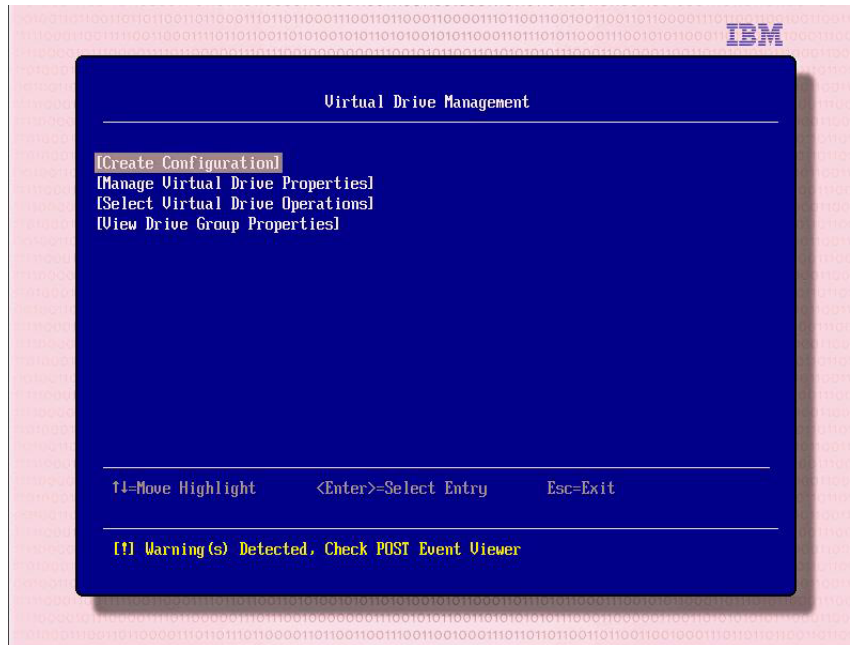 IBM
Virtual Drive Management
[Create Configuration]
[Manage Virtual Drive Properties]
[Select Virtual Drive Operations]
[View Drive Group Properties]
↑↓=Move Highlight <Enter>=Select Entry Esc=Exit
[!] Warning(s) Detected, Check POST Event Viewer